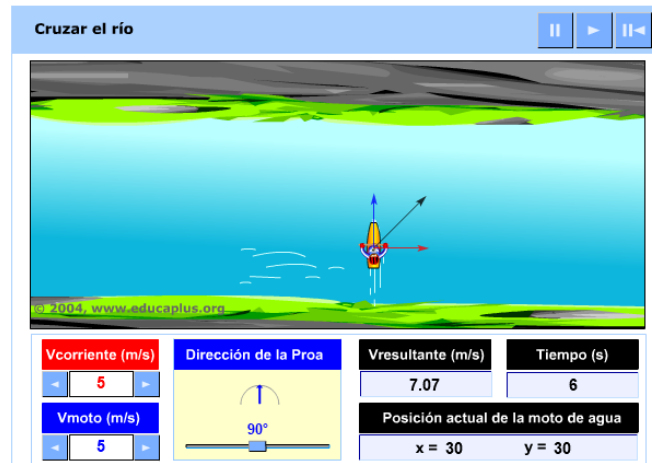 Cruzar el río
© 2004, www.educaplus.org
Vcorriente (m/s)
5
Dirección de la Proa
90°
Vresultante (m/s)
7.07
Tiempo (s)
6
Vmoto (m/s)
5
Posición actual de la moto de agua
x = 30 y = 30